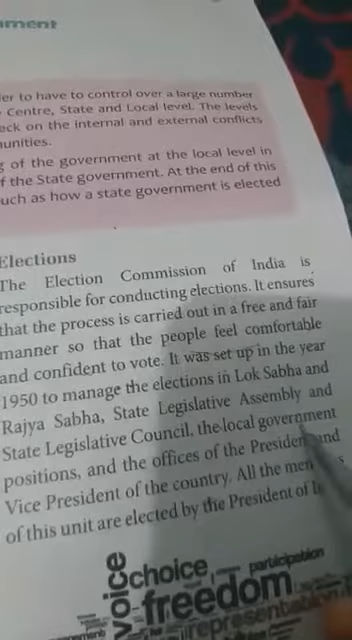 ment
er to have to control over a large number
Centre, State and Local level. The levels
eck on the internal and external conflicts
unities.
g of the government at the local level in
f the State government. At the end of this
uch as how a state government is elected
Elections
The Election Commission of India is
responsible for conducting elections. It ensures
that the process is carried out in a free and fair
manner so that the people feel comfortable
and confident to vote. It was set up in the year
1950 to manage the elections in Lok Sabha and
Rajya Sabha, State Legislative Assembly and
State Legislative Council, the local government
positions, and the offices of the President and
Vice President of the country. All the mem s
of this unit are elected by the President of I
voice
choice
participation
freedom
representation